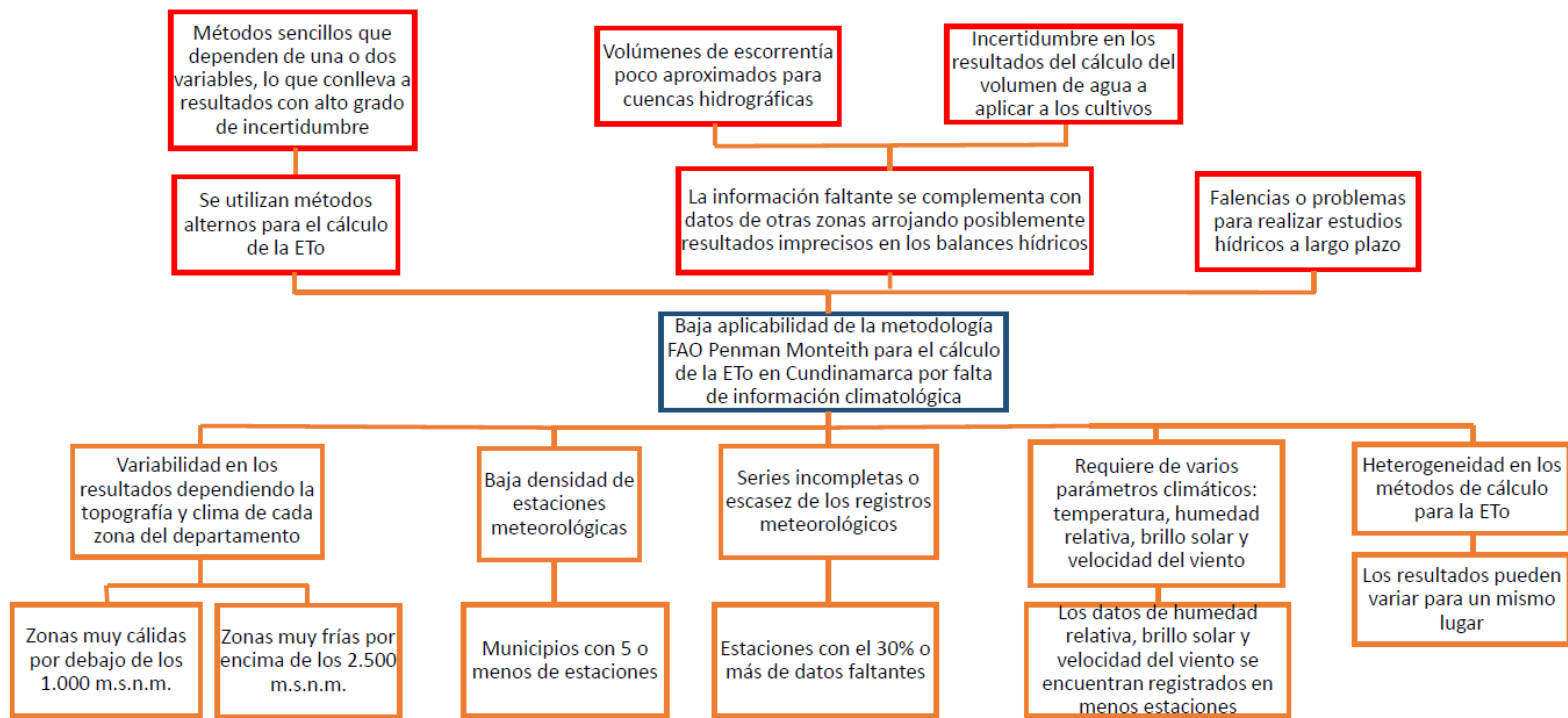 Métodos sencillos que
dependen de una o dos
variables, lo que conlleva a
resultados con alto grado
de incertidumbre
Volúmenes de escorrentía
poco aproximados para
cuencas hidrográficas
Incertidumbre en los
resultados del cálculo del
volumen de agua a
aplicar a los cultivos
Se utilizan métodos
alternos para el cálculo
de la ETo
La información faltante se complementa con
datos de otras zonas arrojando posiblemente
resultados imprecisos en los balances hídricos
Falencias o problemas
para realizar estudios
hídricos a largo plazo
Baja aplicabilidad de la metodología
FAO Penman Monteith para el cálculo
de la ETo en Cundinamarca por falta
de información climatológica
Variabilidad en los
resultados dependiendo la
topografía y clima de cada
zona del departamento
Baja densidad de
estaciones
meteorológicas
Series incompletas o
escasez de los registros
meteorológicos
Requiere de varios
parámetros climáticos:
temperatura, humedad
relativa, brillo solar y
velocidad del viento
Heterogeneidad en los
métodos de cálculo
para la ETo
Zonas muy cálidas
por debajo de los
1.000 m.s.n.m.
Zonas muy frías por
encima de los 2.500
m.s.n.m.
Municipios con 5 o
menos de estaciones
Estaciones con el 30% o
más de datos faltantes
Los datos de humedad
relativa, brillo solar y
velocidad del viento se
encuentran registrados en
menos estaciones
Los resultados pueden
variar para un mismo
lugar